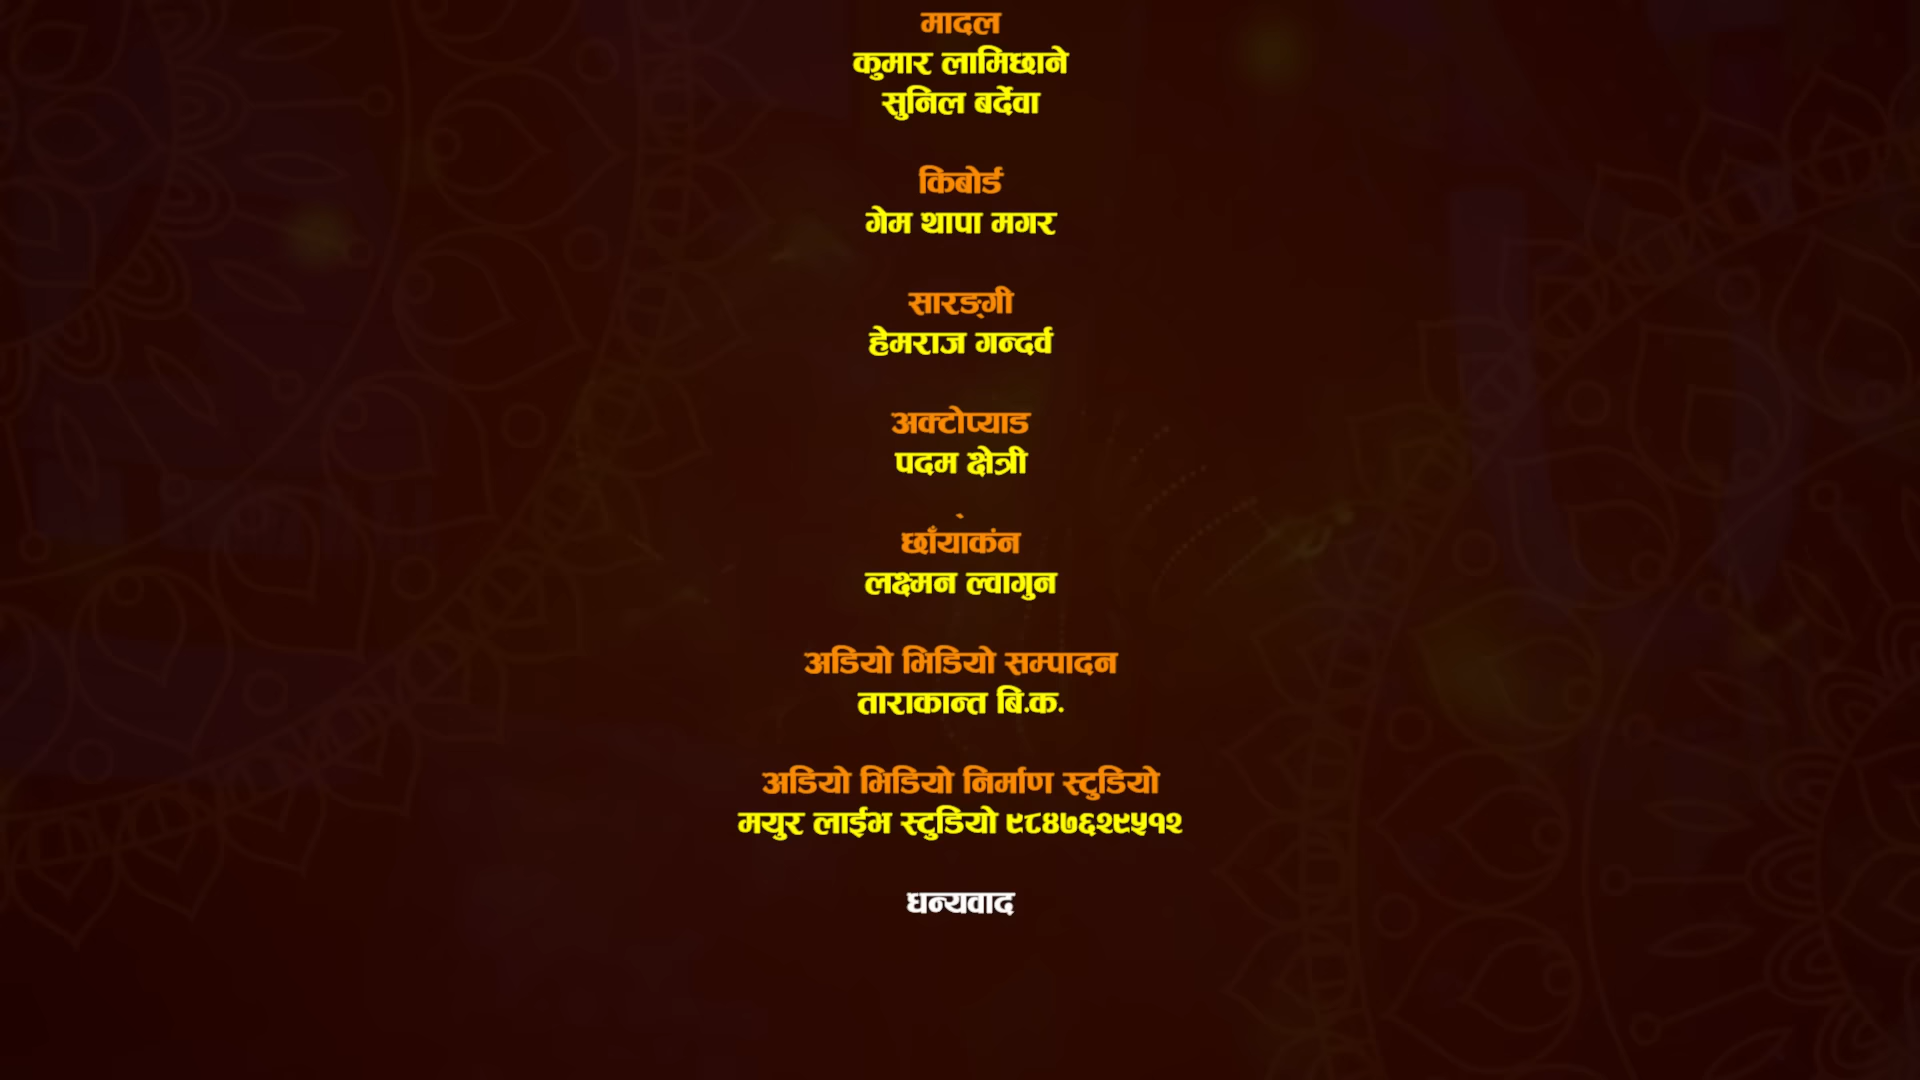 मादल
कुमार लामिछाने
सुनिल बर्देवा
किबोर्ड
गेम थापा मगर
सारङ्गी
हेमराज गन्दर्व
अक्टोप्याड
पदम क्षेत्री
छाँयाकंन
लक्ष्मन ल्वागुन
अडियो भिडियो सम्पादन
ताराकान्त बि.क.
अडियो भिडियो निर्माण स्टुडियो
मयुर लाईभ स्टुडियो ९८४७६२९५१२
धन्यवाद